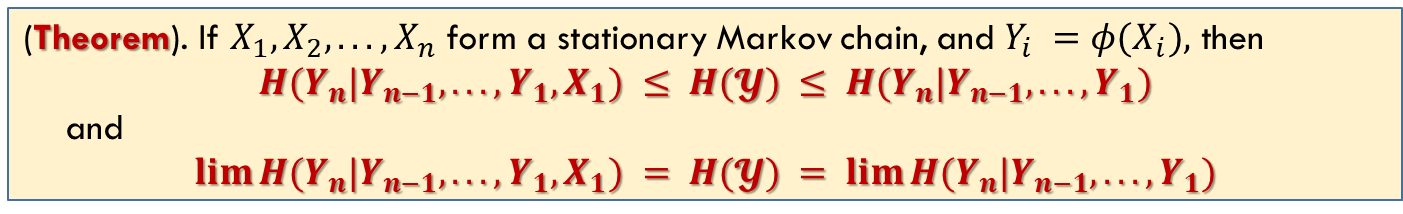 (Theorem). If X₁, X₂, . . . , Xₙ form a stationary Markov chain, and Yᵢ = ϕ(Xᵢ), then
H(Yₙ|Yₙ₋₁, . . . , Y₁, X₁) ≤ H(𝓨) ≤ H(Yₙ|Yₙ₋₁, . . . , Y₁)
and
lim H(Yₙ|Yₙ₋₁, . . . , Y₁, X₁) = H(𝓨) = lim H(Yₙ|Yₙ₋₁, . . . , Y₁)